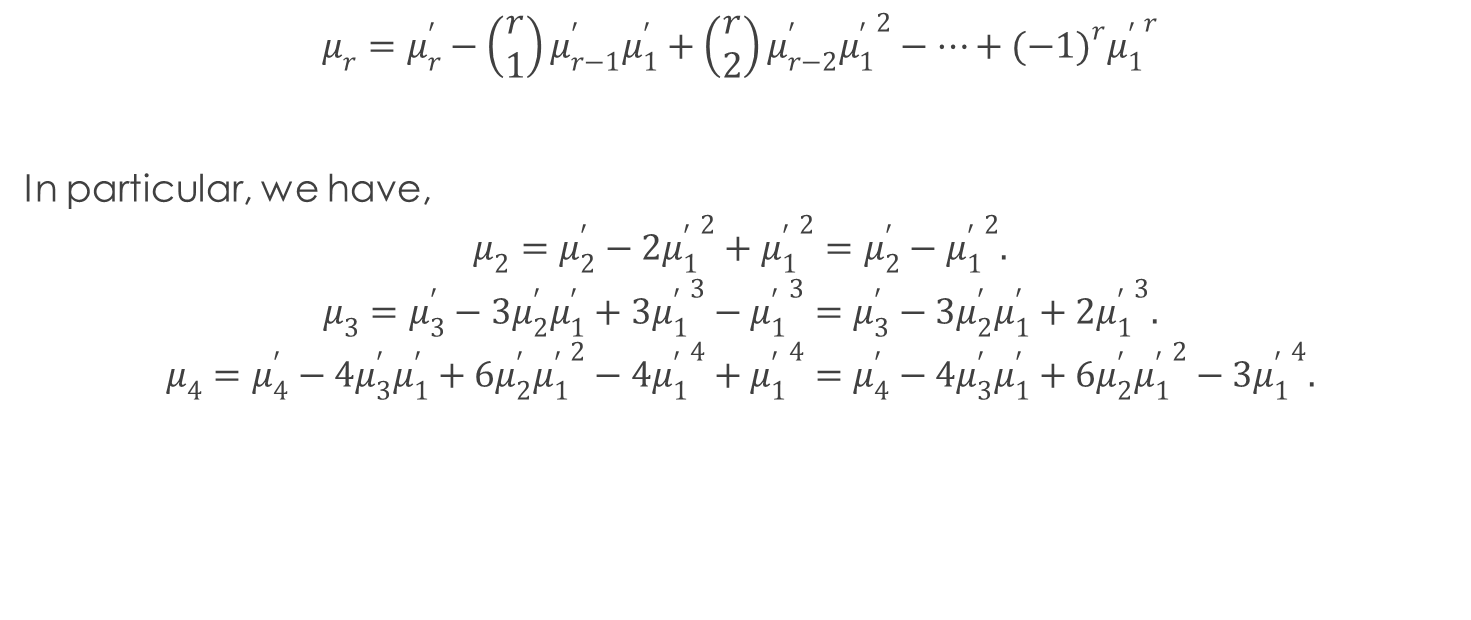 μ_r = μ′_r − (r 1) μ′_{r−1} μ′_1 + (r 2) μ′_{r−2} μ′_1^2 − ⋯ + (−1)^r μ′_1^r
In particular, we have,
μ_2 = μ′_2 − 2μ′_1^2 + μ′_1^2 = μ′_2 − μ′_1^2.
μ_3 = μ′_3 − 3μ′_2 μ′_1 + 3μ′_1^3 − μ′_1^3 = μ′_3 − 3μ′_2 μ′_1 + 2μ′_1^3.
μ_4 = μ′_4 − 4μ′_3 μ′_1 + 6μ′_2 μ′_1^2 − 4μ′_1^4 + μ′_1^4 = μ′_4 − 4μ′_3 μ′_1 + 6μ′_2 μ′_1^2 − 3μ′_1^4.